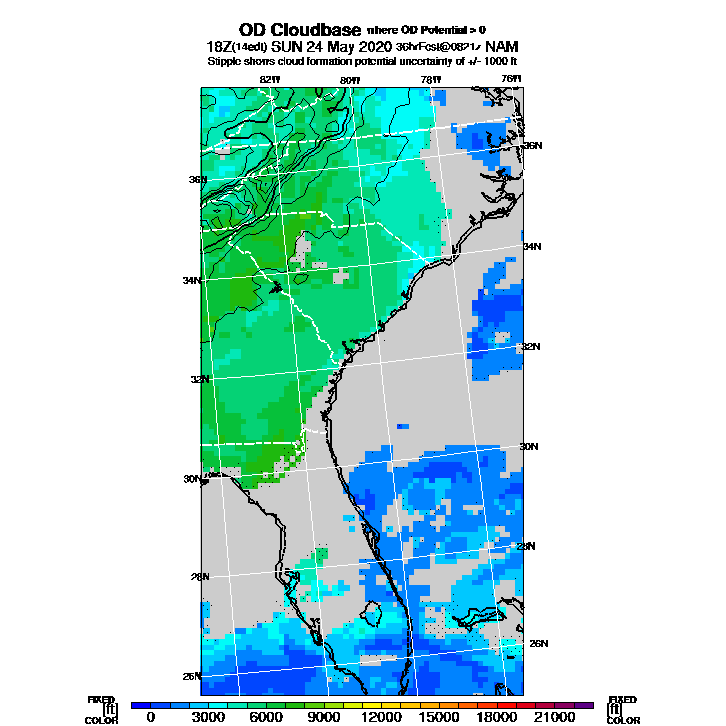 OD Cloudbase where OD Potential > 0
18Z(14edt) SUN 24 May 2020 36hrFcst@0821z NAM
Stipple shows cloud formation potential uncertainty of +/- 1000 ft
82W 80W 78W 76W
36N
36N
34N
34N
32N
32N
30N
30N
28N
28N
26N
26N
FIXED FIXED
[ft] 0 3000 6000 9000 12000 15000 18000 21000 [ft]
COLOR COLOR